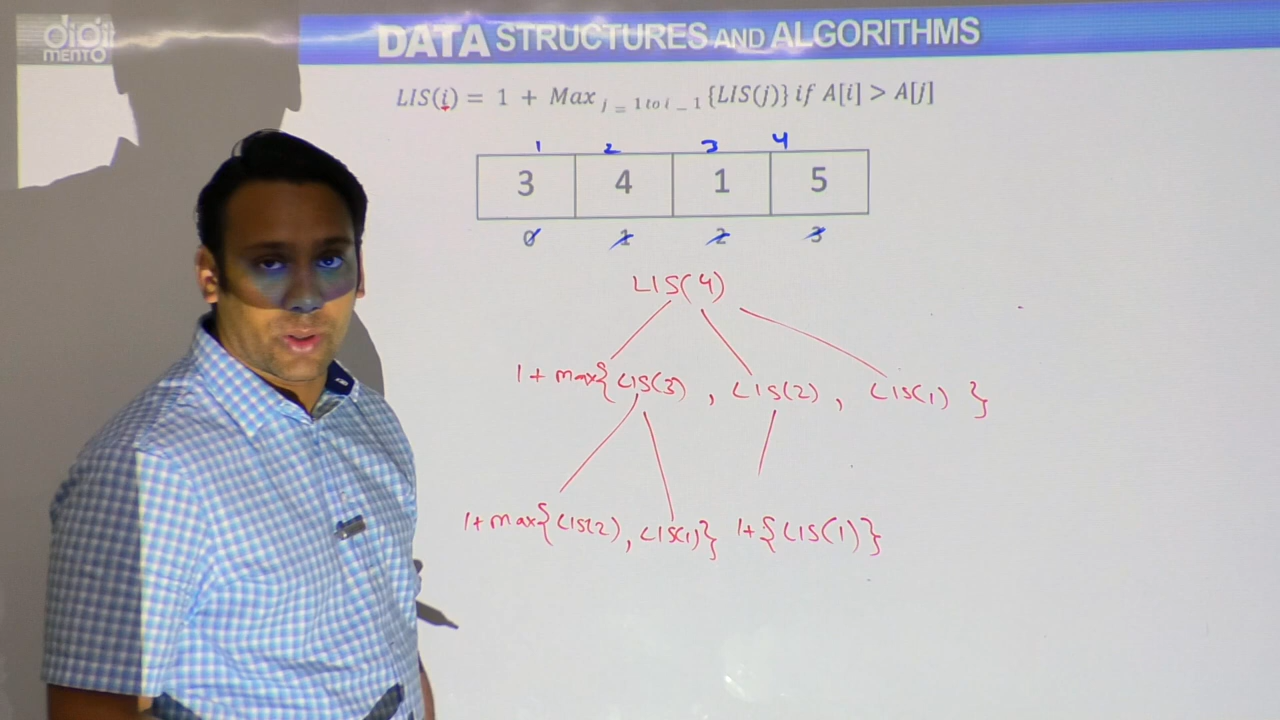 didi
MENTO
DATA STRUCTURES AND ALGORITHMS
LIS(i) = 1 + Max j = 1 to i − 1 {LIS(j)} if A[i] > A[j]
1 2 3 4
3 4 1 5
0 1 2 3
LIS(4)
1+max{LIS(3), LIS(2), LIS(1)}
1+max{LIS(2), LIS(1)} 1+{LIS(1)}